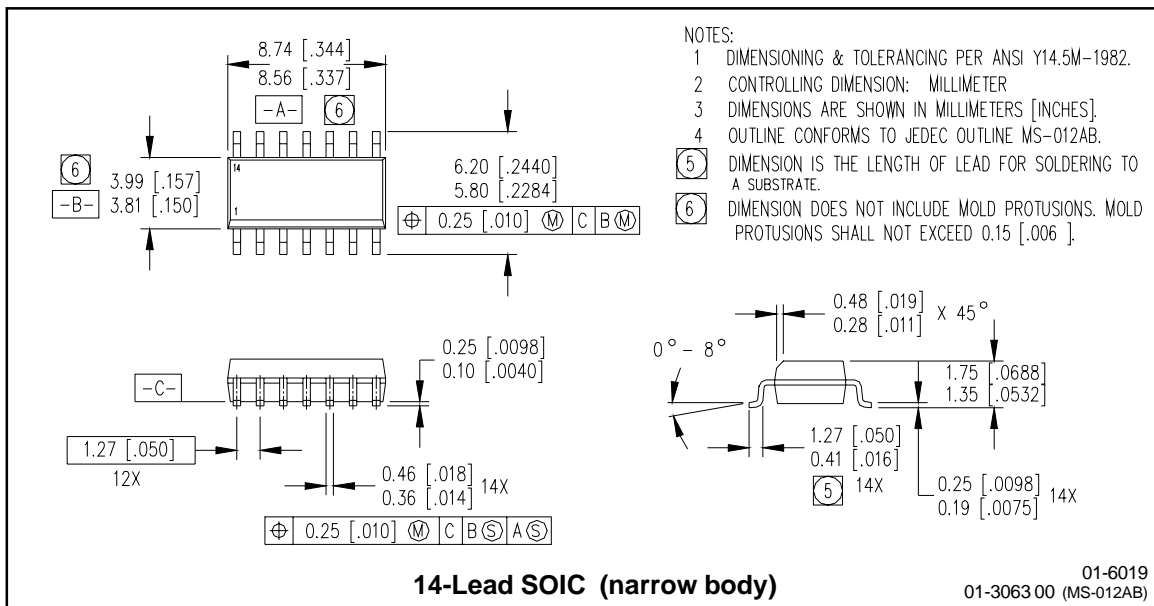 8.74 [.344]
8.56 [.337]
-A- 6
14
1
6
-B-
3.99 [.157]
3.81 [.150]
6.20 [.2440]
5.80 [.2284]
⌖ 0.25 [.010] Ⓜ C B Ⓜ
NOTES:
1 DIMENSIONING & TOLERANCING PER ANSI Y14.5M-1982.
2 CONTROLLING DIMENSION: MILLIMETER
3 DIMENSIONS ARE SHOWN IN MILLIMETERS [INCHES].
4 OUTLINE CONFORMS TO JEDEC OUTLINE MS-012AB.
5 DIMENSION IS THE LENGTH OF LEAD FOR SOLDERING TO
A SUBSTRATE.
6 DIMENSION DOES NOT INCLUDE MOLD PROTUSIONS. MOLD
PROTUSIONS SHALL NOT EXCEED 0.15 [.006 ].
-C-
0.25 [.0098]
0.10 [.0040]
1.27 [.050]
12X
0.46 [.018]
0.36 [.014]
14X
⌖ 0.25 [.010] Ⓜ C B Ⓢ A Ⓢ
0.48 [.019]
0.28 [.011]
X 45°
0°-8°
1.75 [.0688]
1.35 [.0532]
1.27 [.050]
0.41 [.016]
5 14X
0.25 [.0098]
0.19 [.0075]
14X
14-Lead SOIC (narrow body)
01-6019
01-3063 00 (MS-012AB)